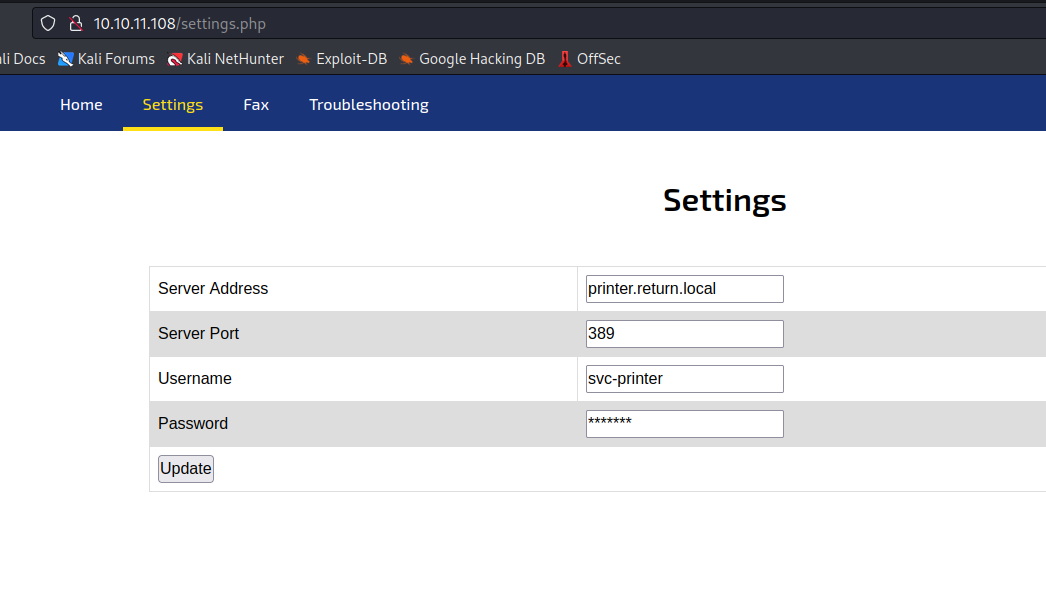 10.10.11.108/settings.php
li Docs Kali Forums Kali NetHunter Exploit-DB Google Hacking DB OffSec
Home Settings Fax Troubleshooting
Settings
Server Address printer.return.local
Server Port 389
Username svc-printer
Password *******
Update